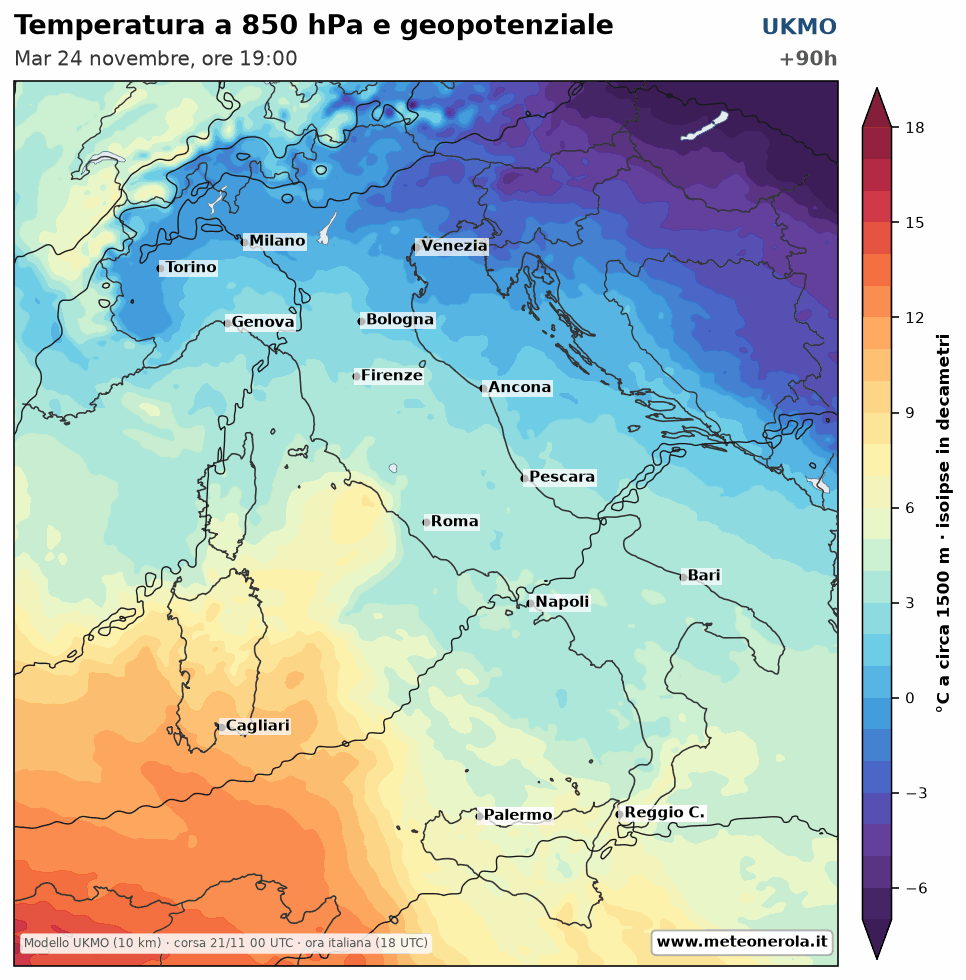 Temperatura a 850 hPa e geopotenziale
UKMO
Mar 24 novembre, ore 19:00
+90h
Milano
Venezia
Torino
Genova
Bologna
Firenze
Ancona
Pescara
Roma
Bari
Napoli
Cagliari
Palermo
Reggio C.
18
15
12
9
6
3
0
−3
−6
°C a circa 1500 m · isoipse in decametri
Modello UKMO (10 km) · corsa 21/11 00 UTC · ora italiana (18 UTC)
www.meteonerola.it